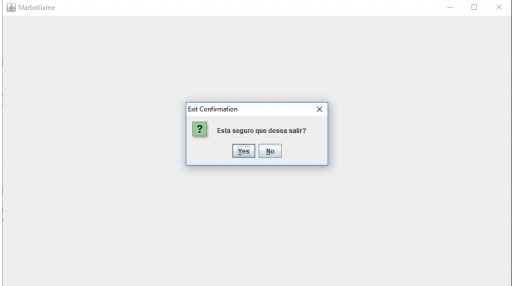 MarbelGame
Exit Confirmation
?
Esta seguro que desea salir?
Yes No